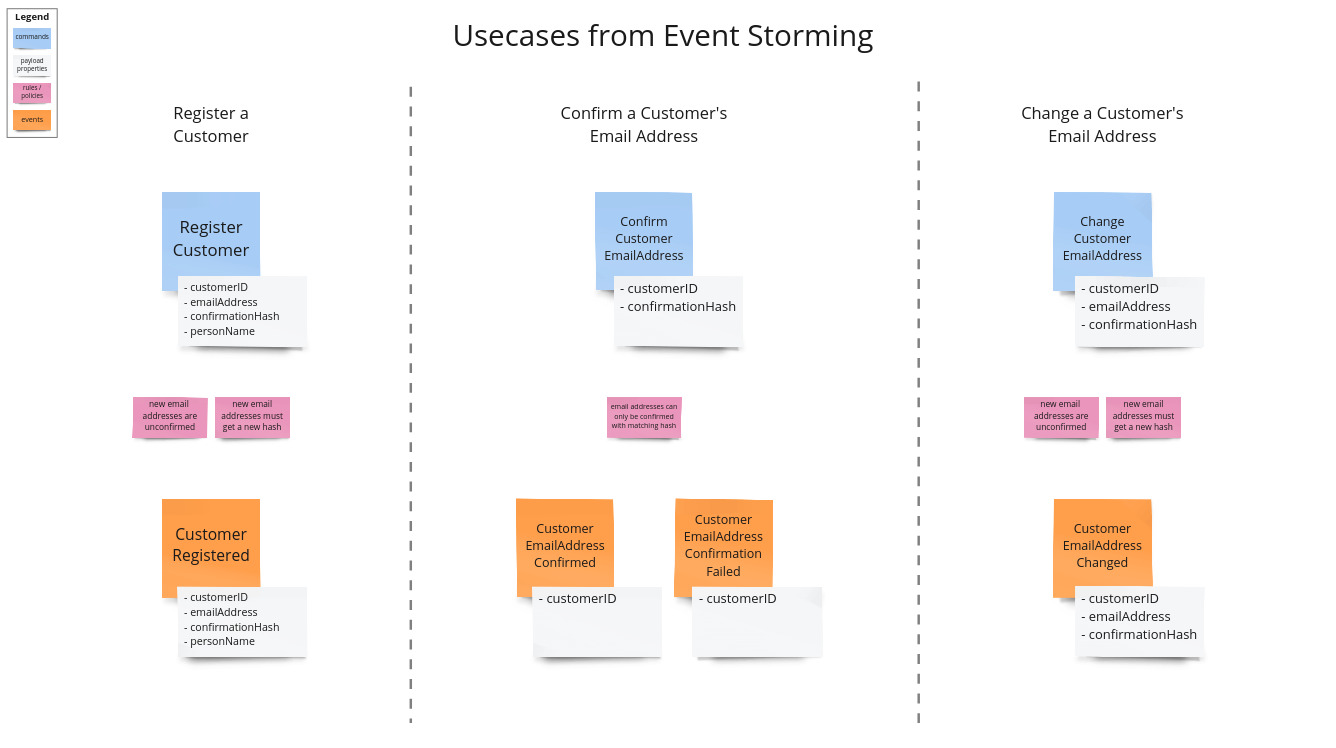 Legend
commands
payload
properties
rules /
policies
events
Usecases from Event Storming
Register a
Customer
Register
Customer
- customerID
- emailAddress
- confirmationHash
- personName
new email
addresses are
unconfirmed
new email
addresses must
get a new hash
Customer
Registered
- customerID
- emailAddress
- confirmationHash
- personName
Confirm a Customer's
Email Address
Confirm
Customer
EmailAddress
- customerID
- confirmationHash
email addresses can
only be confirmed
with matching hash
Customer
EmailAddress
Confirmed
- customerID
Customer
EmailAddress
Confirmation
Failed
- customerID
Change a Customer's
Email Address
Change
Customer
EmailAddress
- customerID
- emailAddress
- confirmationHash
new email
addresses are
unconfirmed
new email
addresses must
get a new hash
Customer
EmailAddress
Changed
- customerID
- emailAddress
- confirmationHash